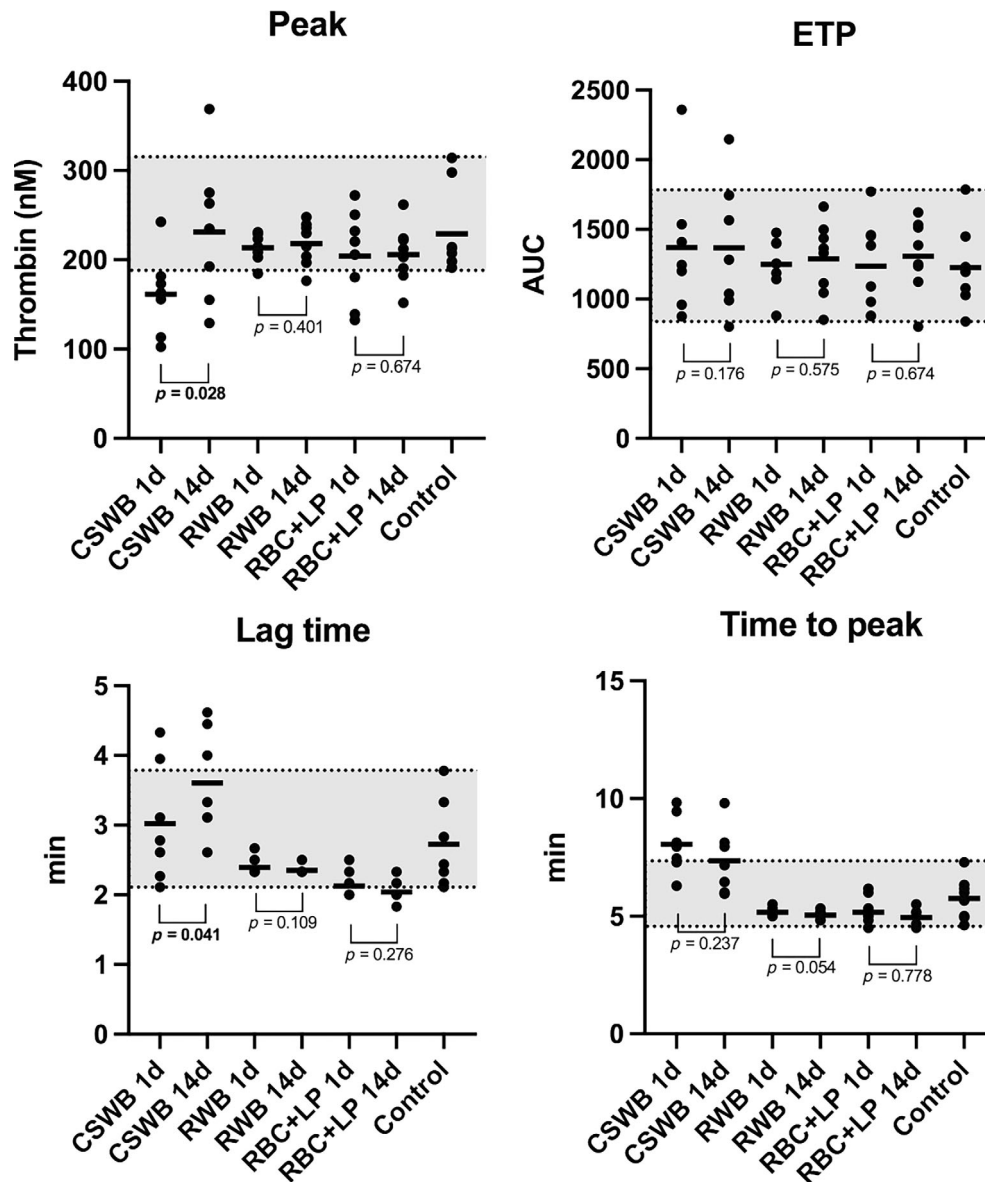 Peak
Thrombin (nM)
400
300
200
100
0
p = 0.028
p = 0.401
p = 0.674
CSWB 1d
CSWB 14d
RWB 1d
RWB 14d
RBC+LP 1d
RBC+LP 14d
Control
ETP
AUC
2500
2000
1500
1000
500
0
p = 0.176
p = 0.575
p = 0.674
CSWB 1d
CSWB 14d
RWB 1d
RWB 14d
RBC+LP 1d
RBC+LP 14d
Control
Lag time
min
5
4
3
2
1
0
p = 0.041
p = 0.109
p = 0.276
CSWB 1d
CSWB 14d
RWB 1d
RWB 14d
RBC+LP 1d
RBC+LP 14d
Control
Time to peak
min
15
10
5
0
p = 0.237
p = 0.054
p = 0.778
CSWB 1d
CSWB 14d
RWB 1d
RWB 14d
RBC+LP 1d
RBC+LP 14d
Control